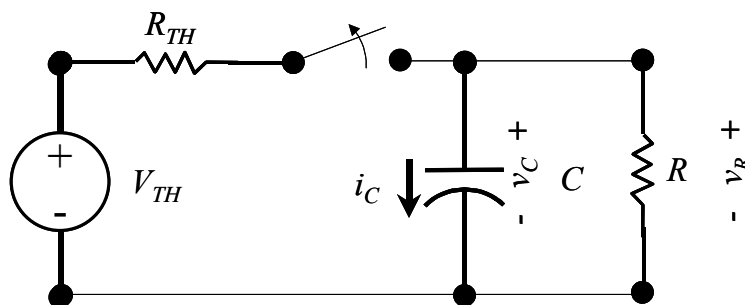 R_TH
+
V_TH
-
i_C
+
v_C
-
C
R
+
v_R
-